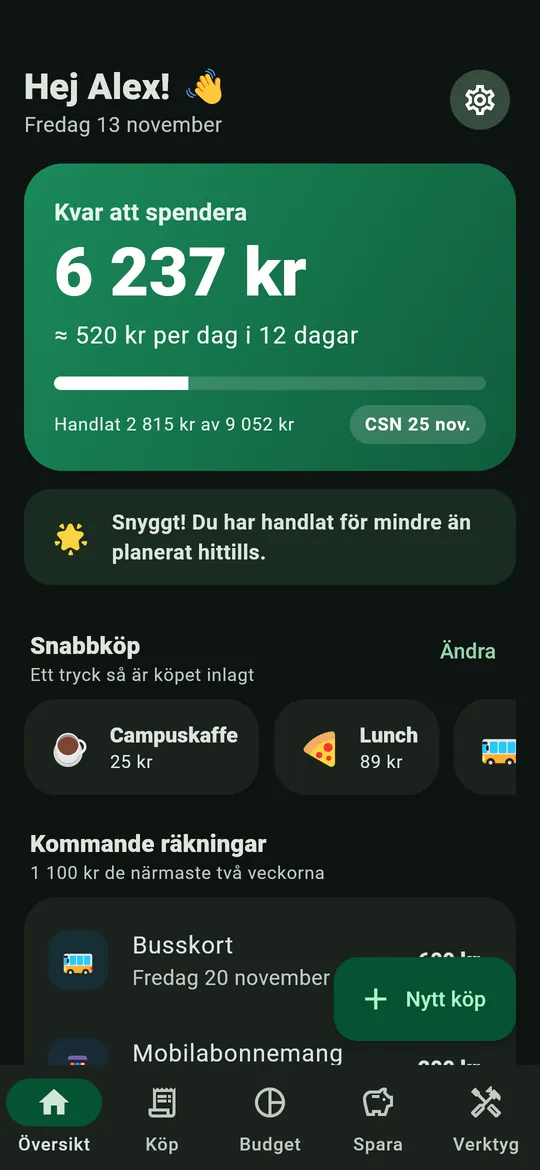 Hej Alex! 👋
Fredag 13 november
Kvar att spendera
6 237 kr
≈ 520 kr per dag i 12 dagar
Handlat 2 815 kr av 9 052 kr
CSN 25 nov.
Snyggt! Du har handlat för mindre än
planerat hittills.
Snabbköp
Ändra
Ett tryck så är köpet inlagt
Campuskaffe
25 kr
Lunch
89 kr
Kommande räkningar
1 100 kr de närmaste två veckorna
Busskort
Fredag 20 november
Nytt köp
Mobilabonnemang
Översikt
Köp
Budget
Spara
Verktyg